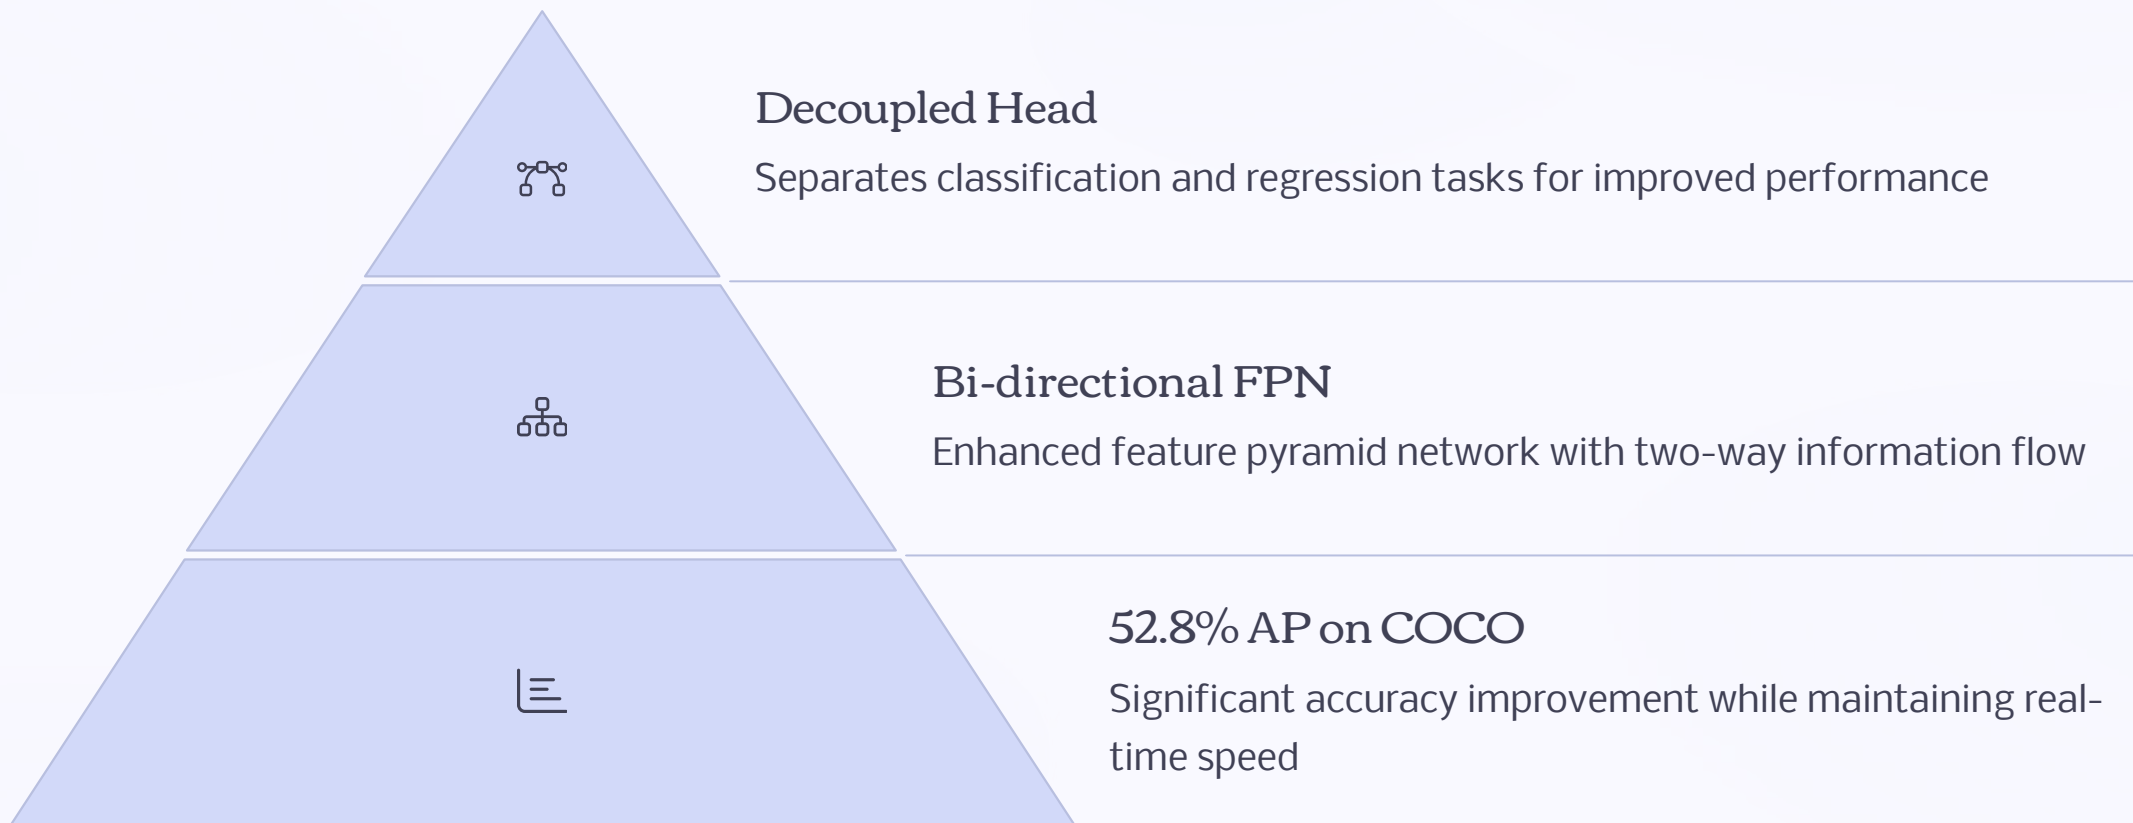 Decoupled Head
Separates classification and regression tasks for improved performance
Bi-directional FPN
Enhanced feature pyramid network with two-way information flow
52.8% AP on COCO
Significant accuracy improvement while maintaining real-
time speed